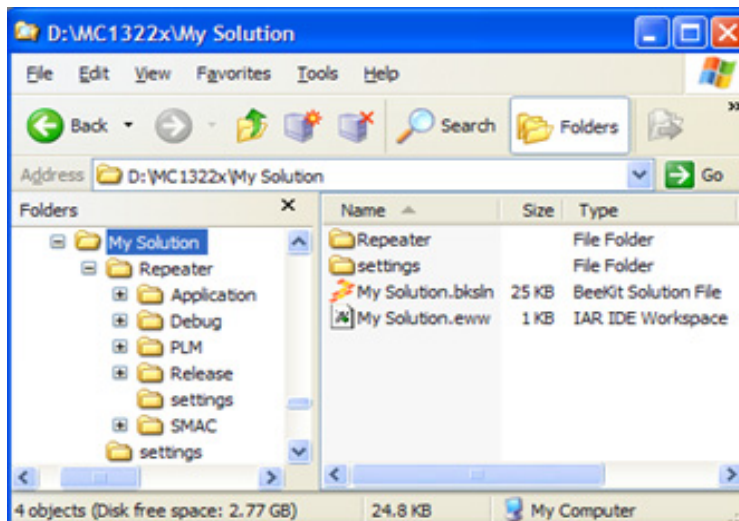 D:\MC1322x\My Solution
File Edit View Favorites Tools Help
Back Search Folders »
Address D:\MC1322x\My Solution Go
Folders × Name Size Type
My Solution
Repeater
Application
Debug
PLM
Release
settings
SMAC
settings
Repeater File Folder
settings File Folder
My Solution.bksln 25 KB BeeKit Solution File
My Solution.eww 1 KB IAR IDE Workspace
4 objects (Disk free space: 2.77 GB) 24.8 KB My Computer